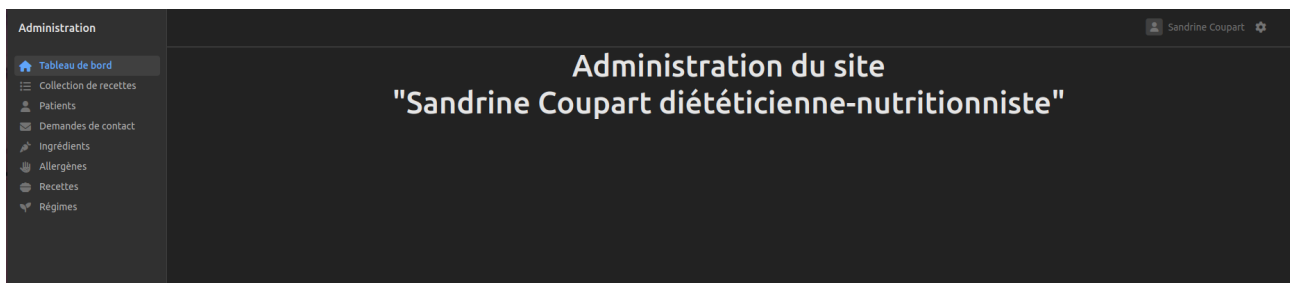 Administration
Sandrine Coupart
Tableau de bord
Collection de recettes
Patients
Demandes de contact
Ingrédients
Allergènes
Recettes
Régimes
Administration du site
"Sandrine Coupart diététicienne-nutritionniste"